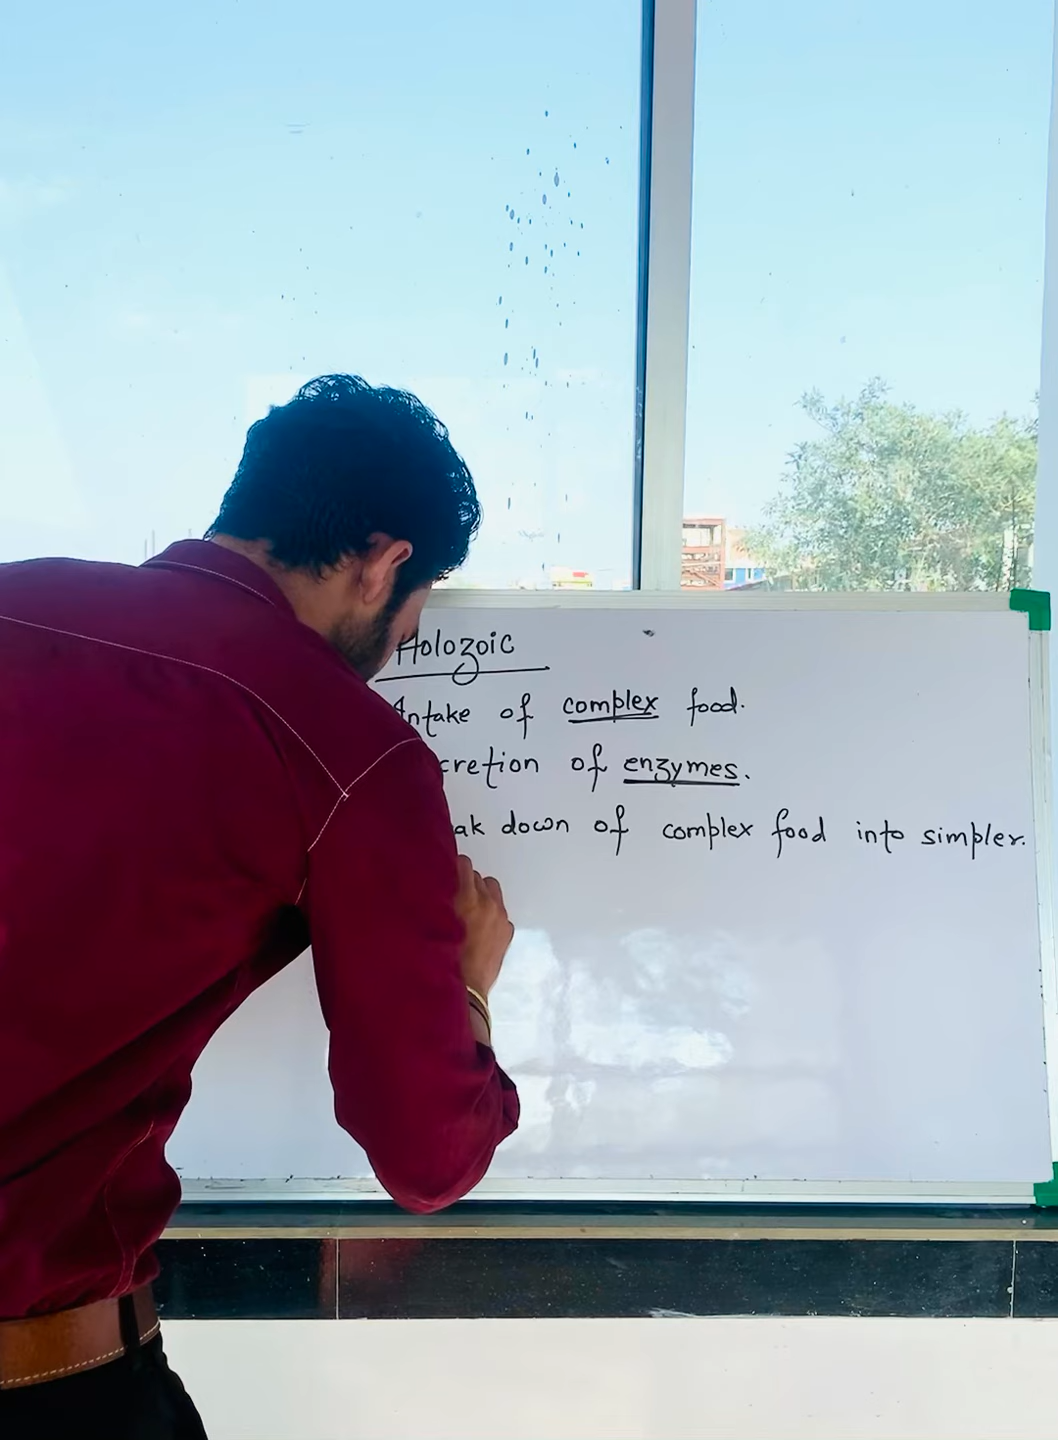 Holozoic
Intake of complex food.
cretion of enzymes.
ak down of complex food into simpler.